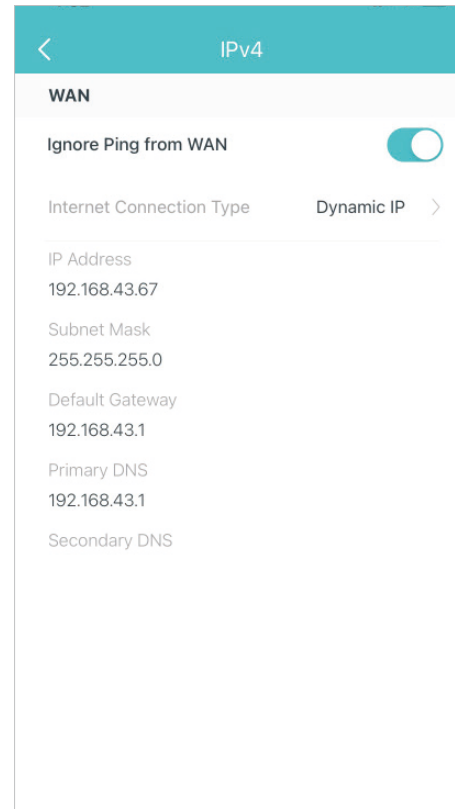 IPv4
WAN
Ignore Ping from WAN
Internet Connection Type Dynamic IP
IP Address
192.168.43.67
Subnet Mask
255.255.255.0
Default Gateway
192.168.43.1
Primary DNS
192.168.43.1
Secondary DNS